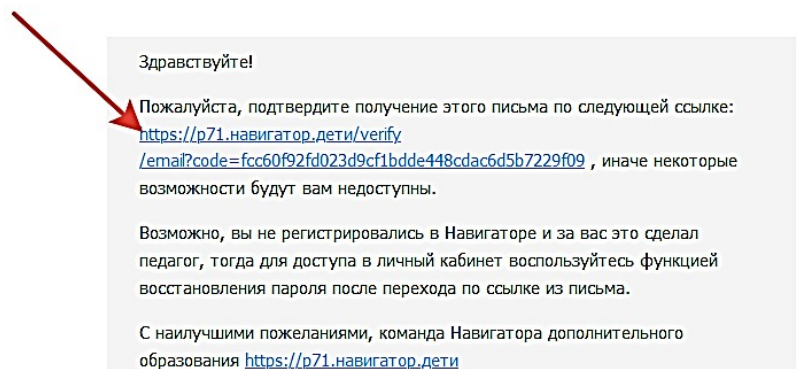 Здравствуйте!
Пожалуйста, подтвердите получение этого письма по следующей ссылке:
https://р71.навигатор.дети/verify
/email?code=fcc60f92fd023d9cf1bdde448cdac6d5b7229f09 , иначе некоторые
возможности будут вам недоступны.
Возможно, вы не регистрировались в Навигаторе и за вас это сделал
педагог, тогда для доступа в личный кабинет воспользуйтесь функцией
восстановления пароля после перехода по ссылке из письма.
С наилучшими пожеланиями, команда Навигатора дополнительного
образования https://р71.навигатор.дети